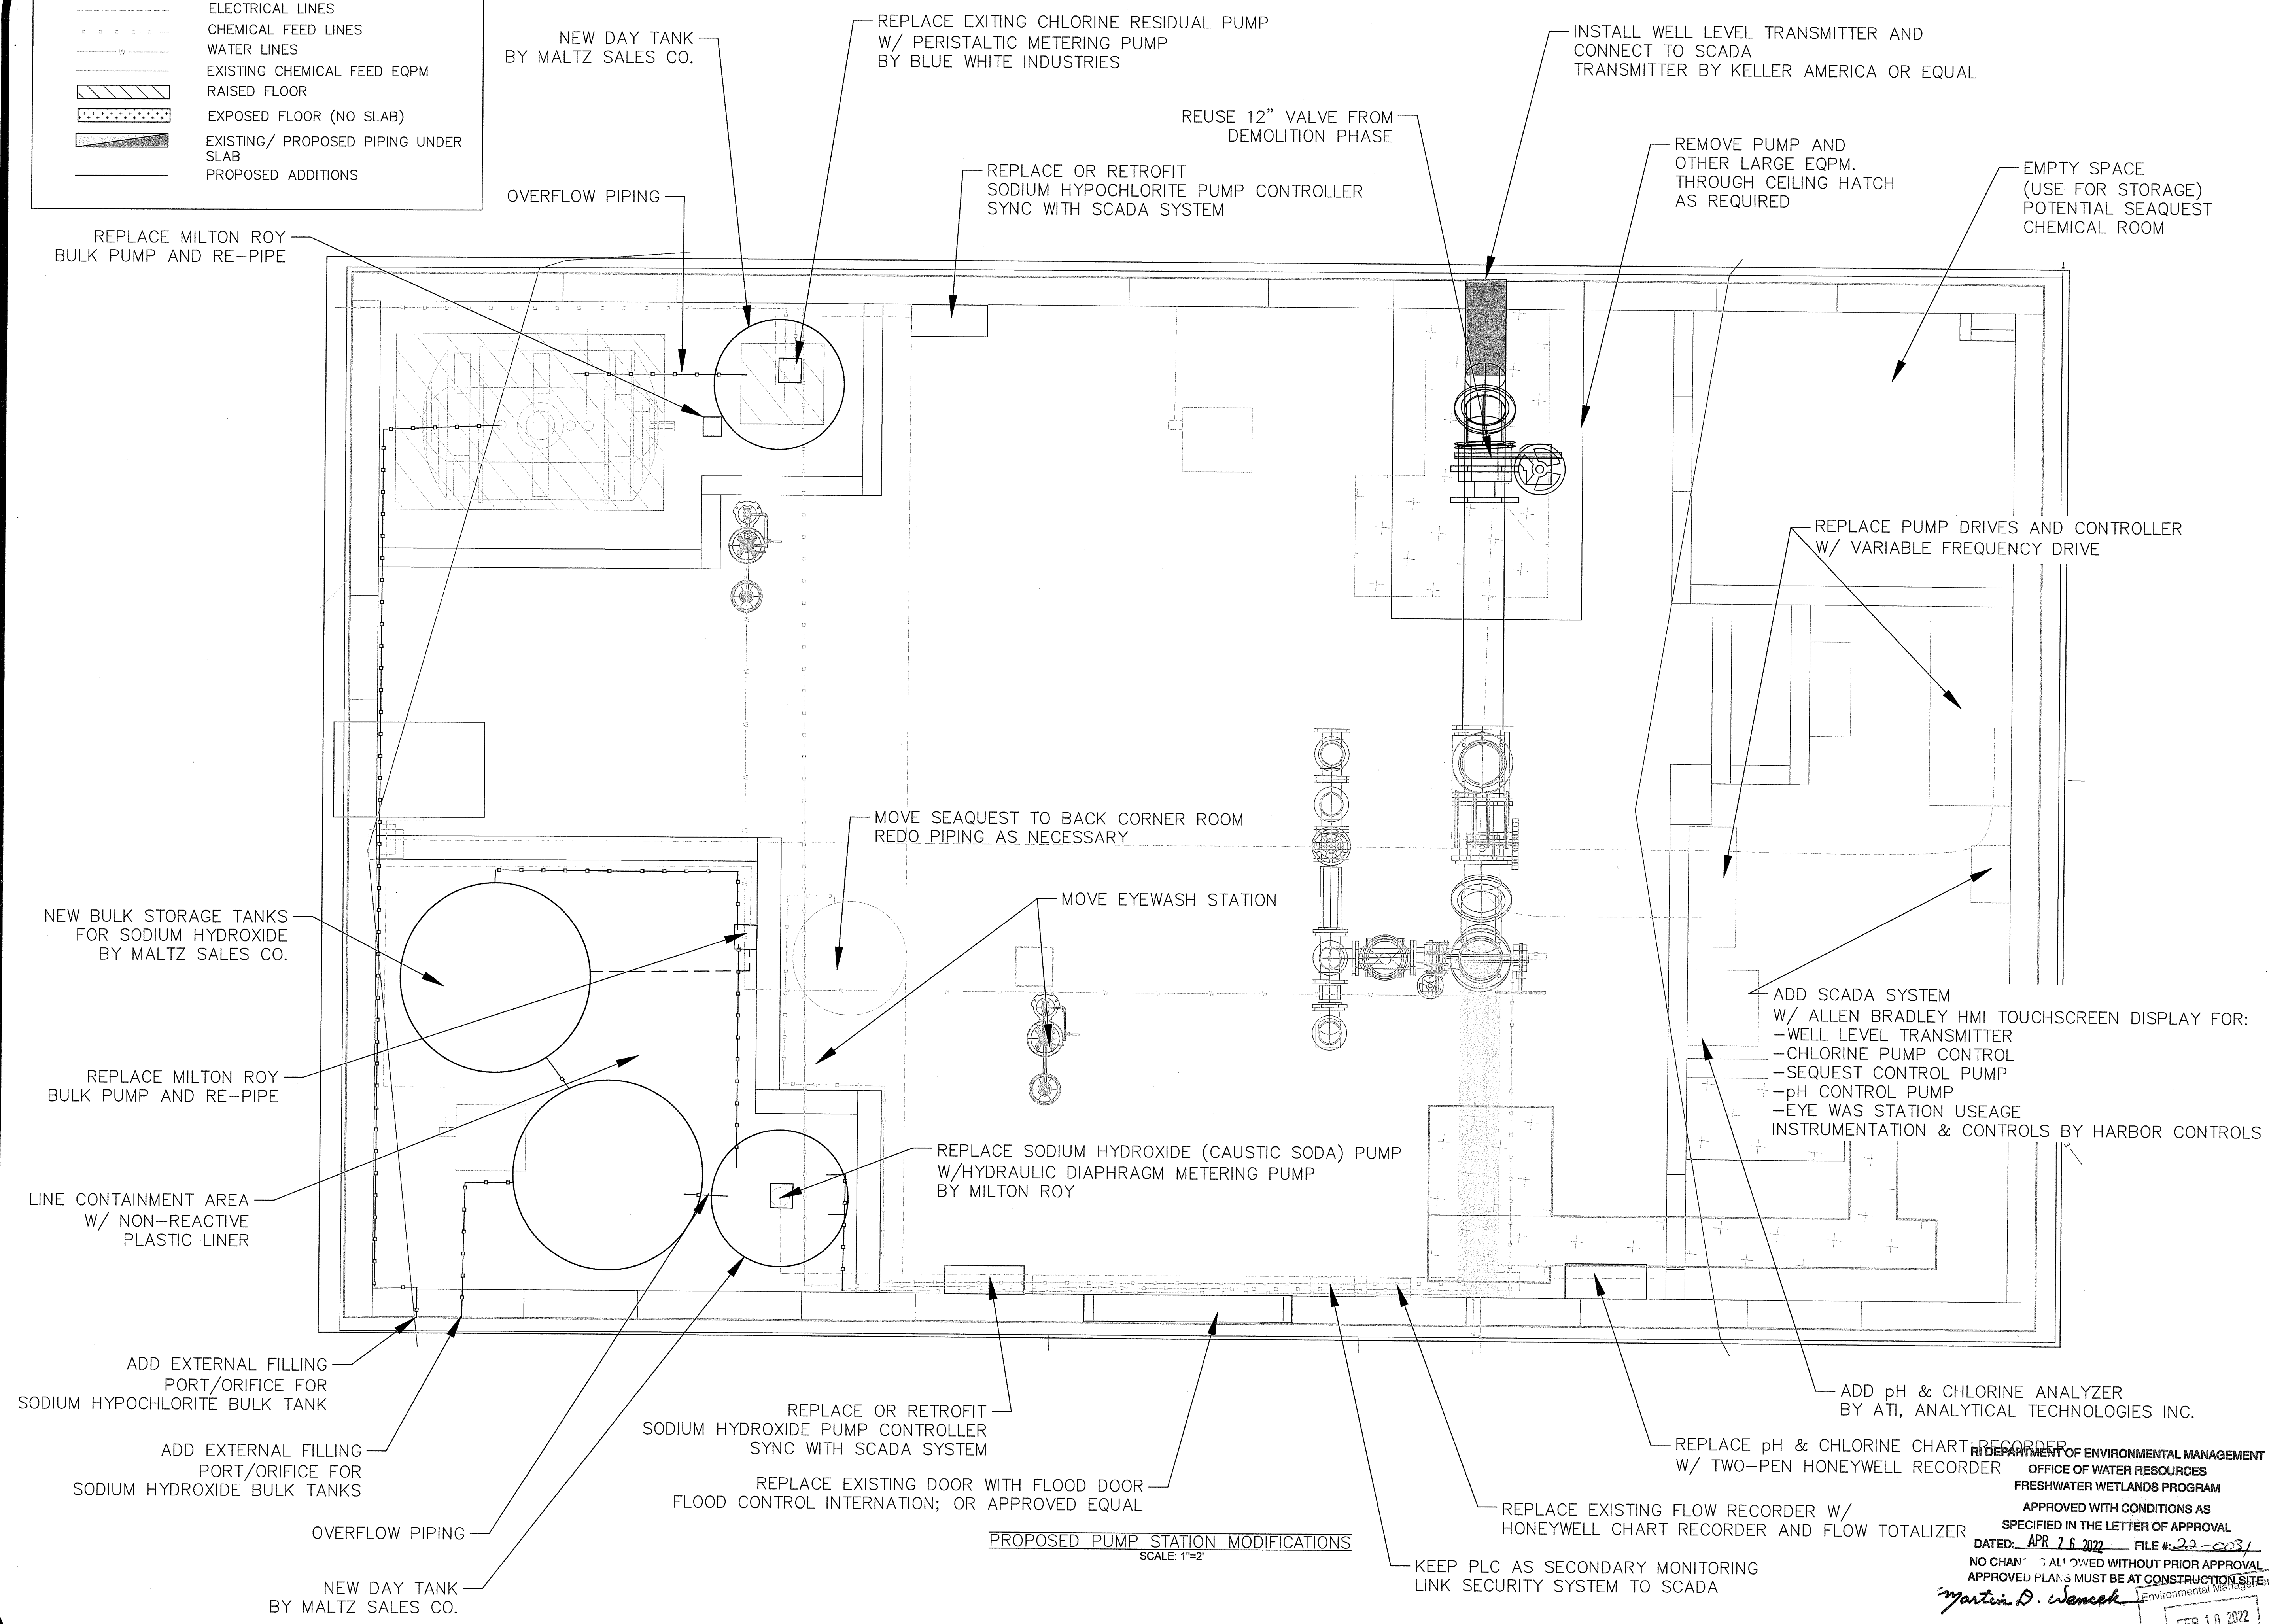 ELECTRICAL LINES
CHEMICAL FEED LINES
W
WATER LINES
EXISTING CHEMICAL FEED EQPM
RAISED FLOOR
EXPOSED FLOOR (NO SLAB)
EXISTING/ PROPOSED PIPING UNDER
SLAB
PROPOSED ADDITIONS
NEW DAY TANK
BY MALTZ SALES CO.
REPLACE EXITING CHLORINE RESIDUAL PUMP
W/ PERISTALTIC METERING PUMP
BY BLUE WHITE INDUSTRIES
INSTALL WELL LEVEL TRANSMITTER AND
CONNECT TO SCADA
TRANSMITTER BY KELLER AMERICA OR EQUAL
REUSE 12" VALVE FROM
DEMOLITION PHASE
REMOVE PUMP AND
OTHER LARGE EQPM.
THROUGH CEILING HATCH
AS REQUIRED
EMPTY SPACE
(USE FOR STORAGE)
POTENTIAL SEAQUEST
CHEMICAL ROOM
REPLACE OR RETROFIT
SODIUM HYPOCHLORITE PUMP CONTROLLER
SYNC WITH SCADA SYSTEM
OVERFLOW PIPING
REPLACE MILTON ROY
BULK PUMP AND RE-PIPE
REPLACE PUMP DRIVES AND CONTROLLER
W/ VARIABLE FREQUENCY DRIVE
MOVE SEAQUEST TO BACK CORNER ROOM
REDO PIPING AS NECESSARY
MOVE EYEWASH STATION
NEW BULK STORAGE TANKS
FOR SODIUM HYDROXIDE
BY MALTZ SALES CO.
ADD SCADA SYSTEM
W/ ALLEN BRADLEY HMI TOUCHSCREEN DISPLAY FOR:
-WELL LEVEL TRANSMITTER
-CHLORINE PUMP CONTROL
-SEQUEST CONTROL PUMP
-pH CONTROL PUMP
-EYE WAS STATION USEAGE
INSTRUMENTATION & CONTROLS BY HARBOR CONTROLS
REPLACE MILTON ROY
BULK PUMP AND RE-PIPE
REPLACE SODIUM HYDROXIDE (CAUSTIC SODA) PUMP
W/HYDRAULIC DIAPHRAGM METERING PUMP
BY MILTON ROY
LINE CONTAINMENT AREA
W/ NON-REACTIVE
PLASTIC LINER
ADD EXTERNAL FILLING
PORT/ORIFICE FOR
SODIUM HYPOCHLORITE BULK TANK
ADD EXTERNAL FILLING
PORT/ORIFICE FOR
SODIUM HYDROXIDE BULK TANKS
OVERFLOW PIPING
NEW DAY TANK
BY MALTZ SALES CO.
REPLACE OR RETROFIT
SODIUM HYDROXIDE PUMP CONTROLLER
SYNC WITH SCADA SYSTEM
REPLACE EXISTING DOOR WITH FLOOD DOOR
FLOOD CONTROL INTERNATION; OR APPROVED EQUAL
PROPOSED PUMP STATION MODIFICATIONS
SCALE: 1"=2'
ADD pH & CHLORINE ANALYZER
BY ATI, ANALYTICAL TECHNOLOGIES INC.
REPLACE pH & CHLORINE CHART RECORDER
W/ TWO-PEN HONEYWELL RECORDER
REPLACE EXISTING FLOW RECORDER W/
HONEYWELL CHART RECORDER AND FLOW TOTALIZER
KEEP PLC AS SECONDARY MONITORING
LINK SECURITY SYSTEM TO SCADA
RI DEPARTMENT OF ENVIRONMENTAL MANAGEMENT
OFFICE OF WATER RESOURCES
FRESHWATER WETLANDS PROGRAM
APPROVED WITH CONDITIONS AS
SPECIFIED IN THE LETTER OF APPROVAL
DATED: APR 26 2022 FILE #: 22-0031
NO CHANGES ALLOWED WITHOUT PRIOR APPROVAL
APPROVED PLANS MUST BE AT CONSTRUCTION SITE
Martin D. Wencek
Environmental
FEB 10 2022